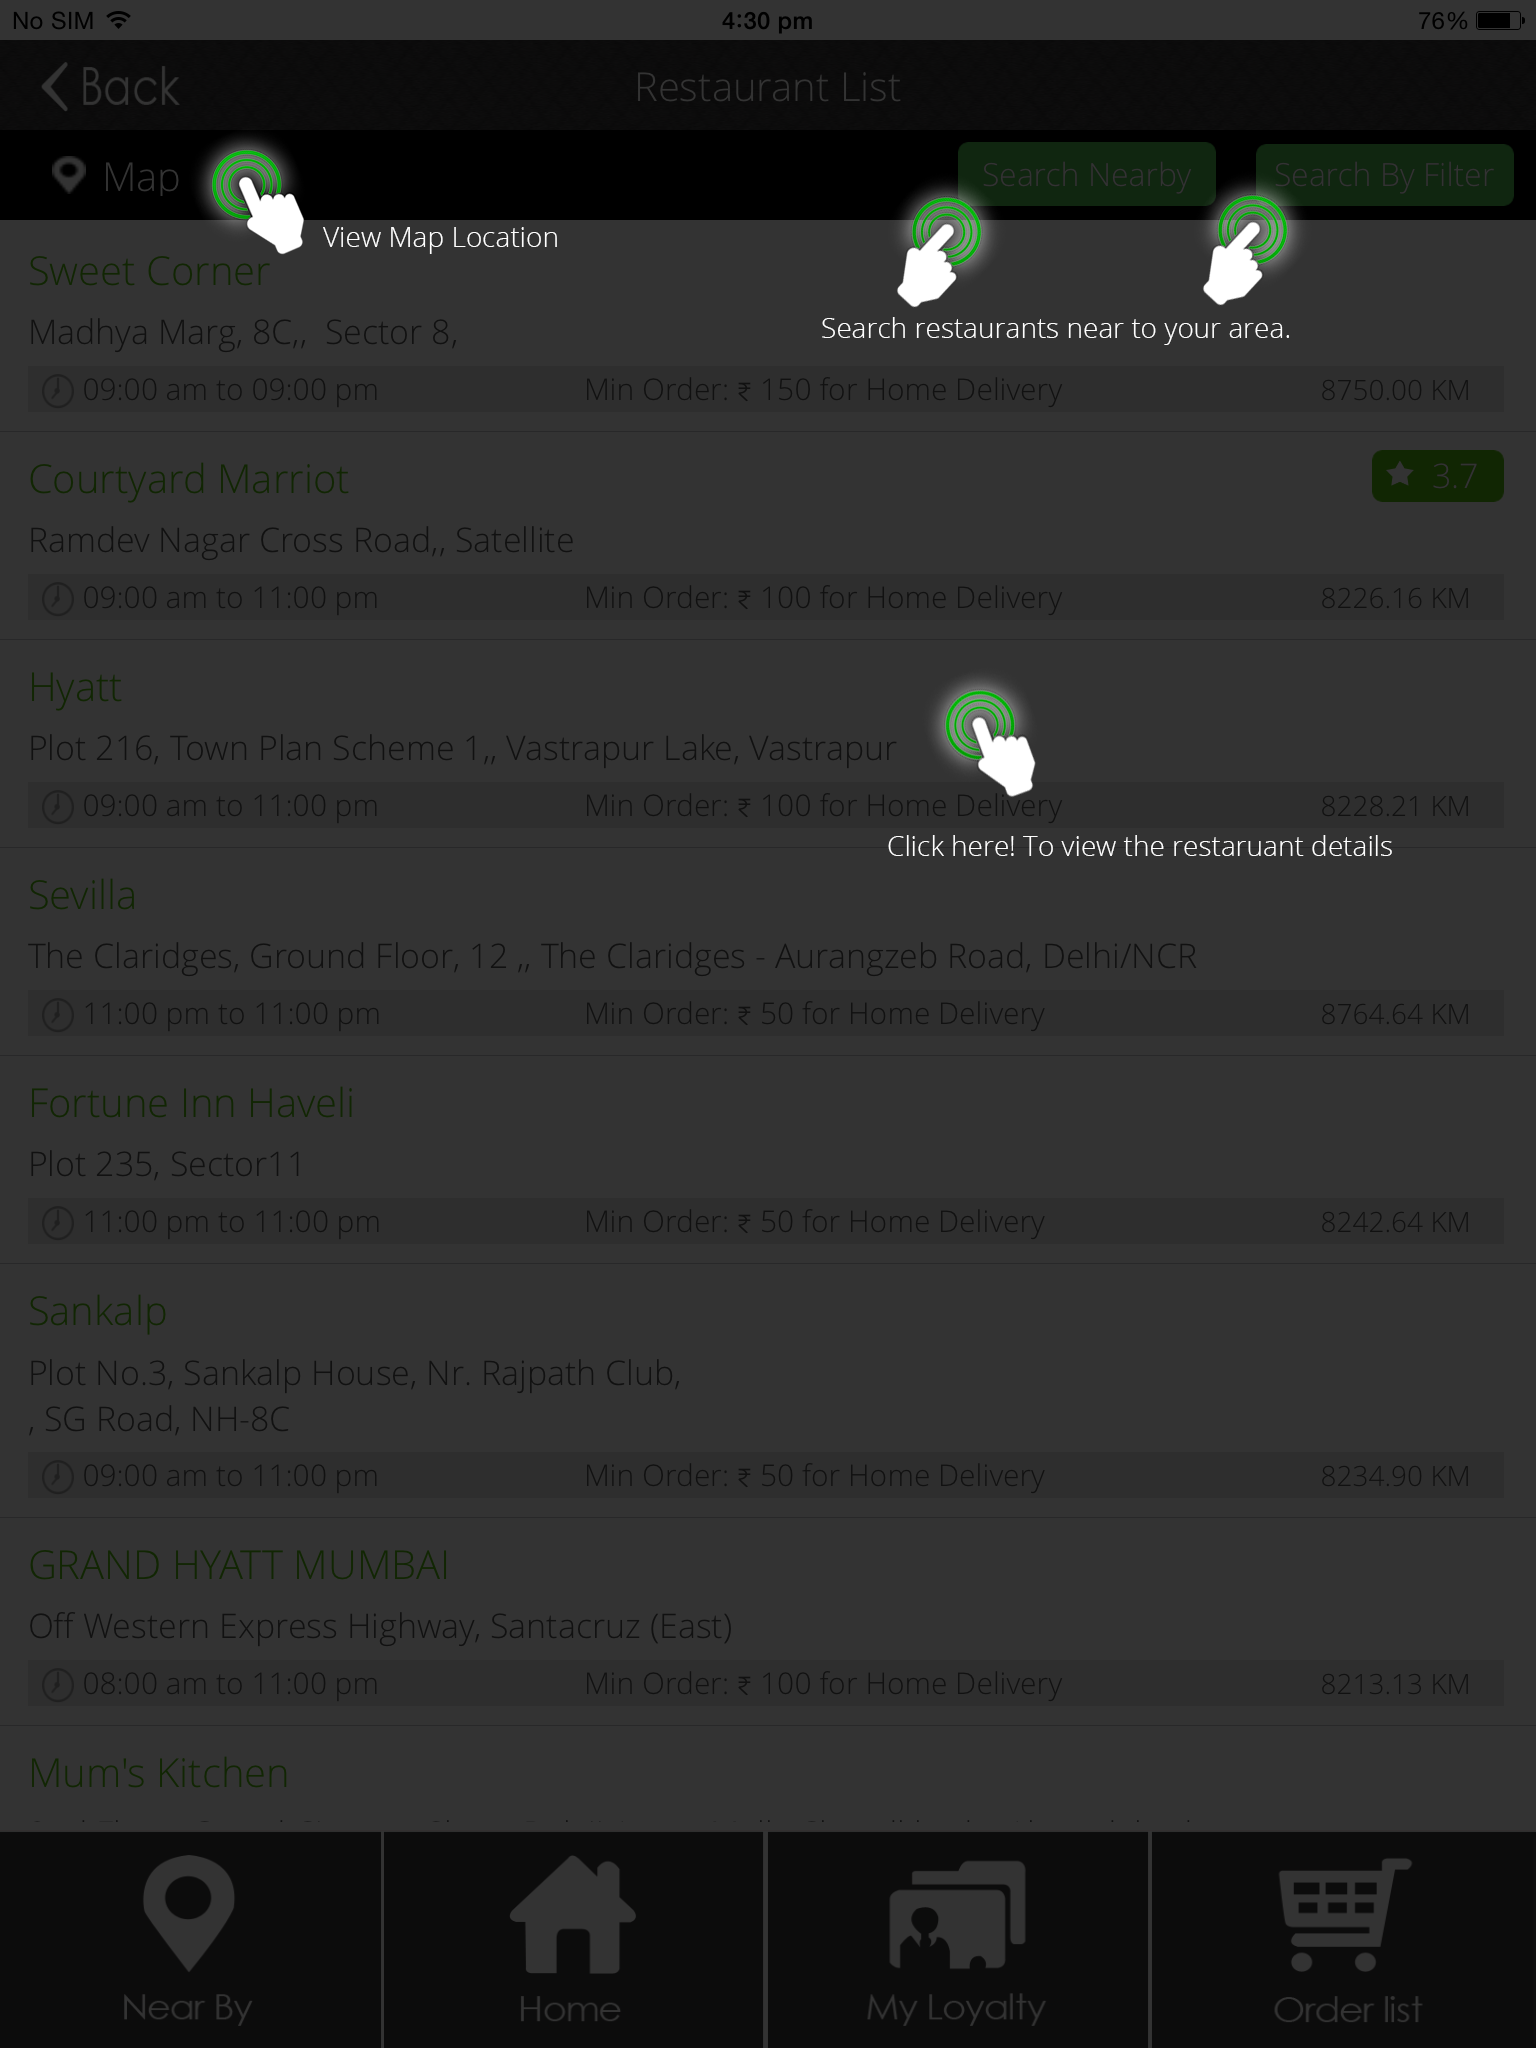 No SIM 4:30 pm 76%
Back Restaurant List
Map Search Nearby Search By Filter
View Map Location
Sweet Corner
Search restaurants near to your area.
Madhya Marg, 8C,, Sector 8,
09:00 am to 09:00 pm Min Order: ₹ 150 for Home Delivery 8750.00 KM
Courtyard Marriot 3.7
Ramdev Nagar Cross Road,, Satellite
09:00 am to 11:00 pm Min Order: ₹ 100 for Home Delivery 8226.16 KM
Hyatt
Plot 216, Town Plan Scheme 1,, Vastrapur Lake, Vastrapur
09:00 am to 11:00 pm Min Order: ₹ 100 for Home Delivery 8228.21 KM
Click here! To view the restaruant details
Sevilla
The Claridges, Ground Floor, 12 ,, The Claridges - Aurangzeb Road, Delhi/NCR
11:00 pm to 11:00 pm Min Order: ₹ 50 for Home Delivery 8764.64 KM
Fortune Inn Haveli
Plot 235, Sector11
11:00 pm to 11:00 pm Min Order: ₹ 50 for Home Delivery 8242.64 KM
Sankalp
Plot No.3, Sankalp House, Nr. Rajpath Club,
, SG Road, NH-8C
09:00 am to 11:00 pm Min Order: ₹ 50 for Home Delivery 8234.90 KM
GRAND HYATT MUMBAI
Off Western Express Highway, Santacruz (East)
08:00 am to 11:00 pm Min Order: ₹ 100 for Home Delivery 8213.13 KM
Mum's Kitchen
Near By Home My Loyalty Order list